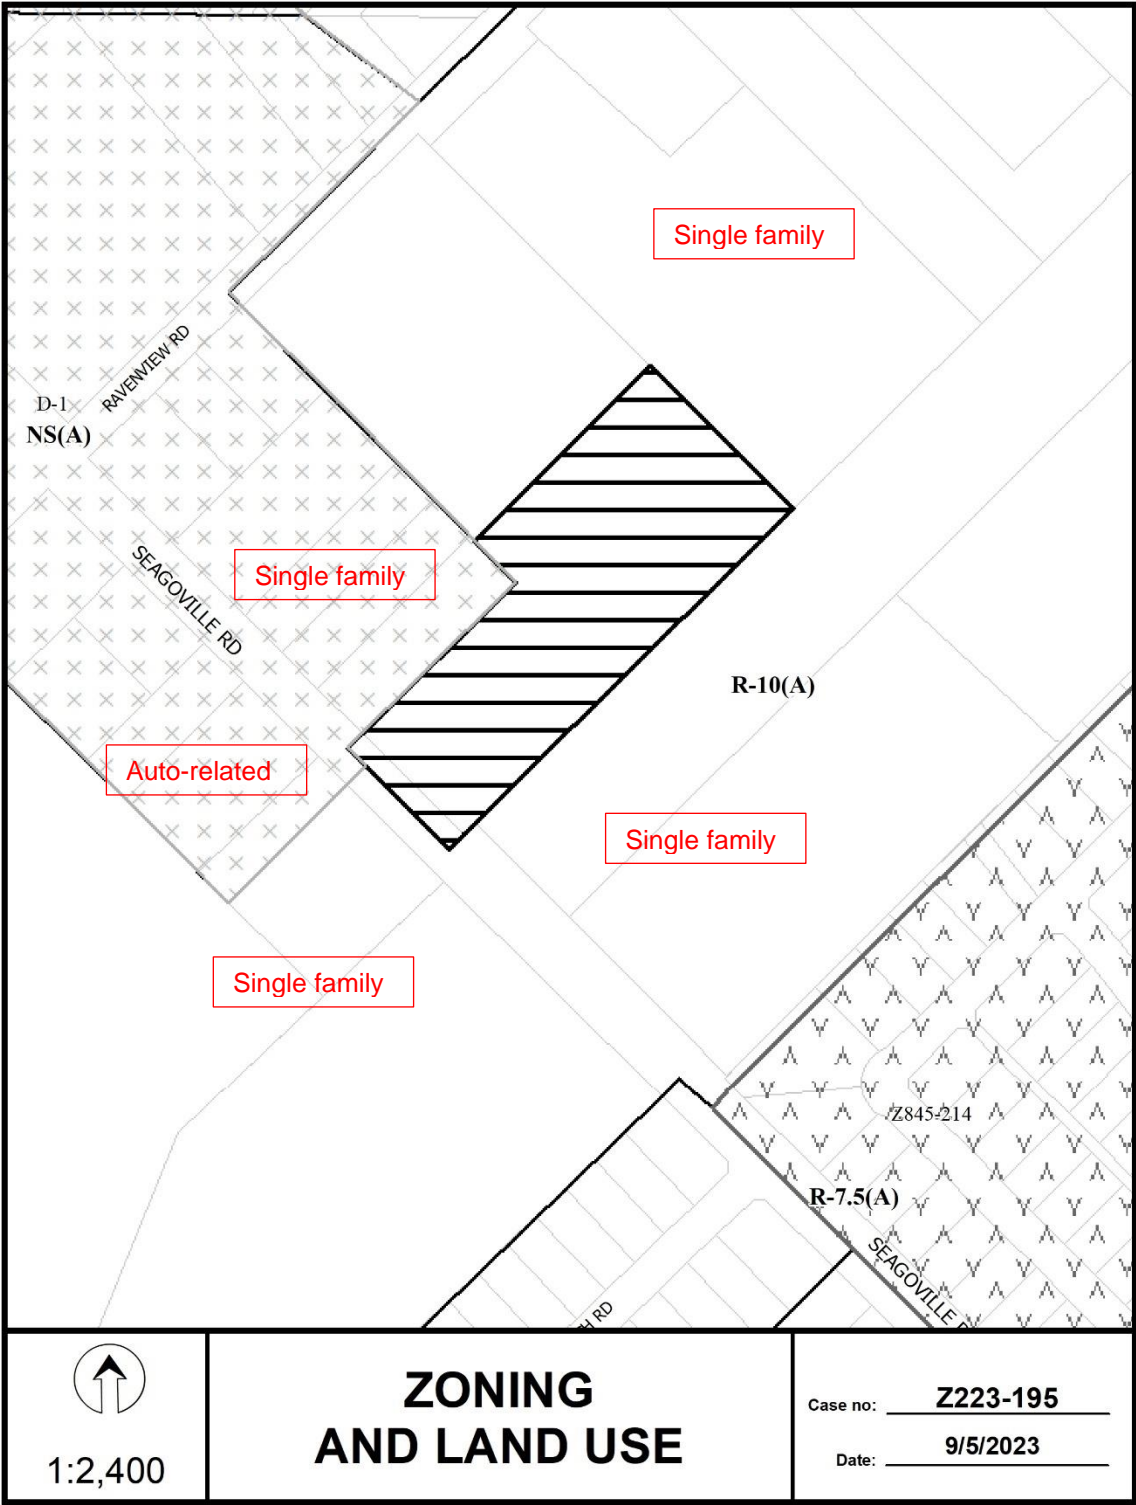 Single family
RAVENVIEW RD
D-1
NS(A)
SEAGOVILLE RD
Single family
R-10(A)
Auto-related
Single family
Single family
Z845-214
R-7.5(A)
SEAGOVILLE
RD
1:2,400
ZONING
AND LAND USE
Case no: Z223-195
Date: 9/5/2023